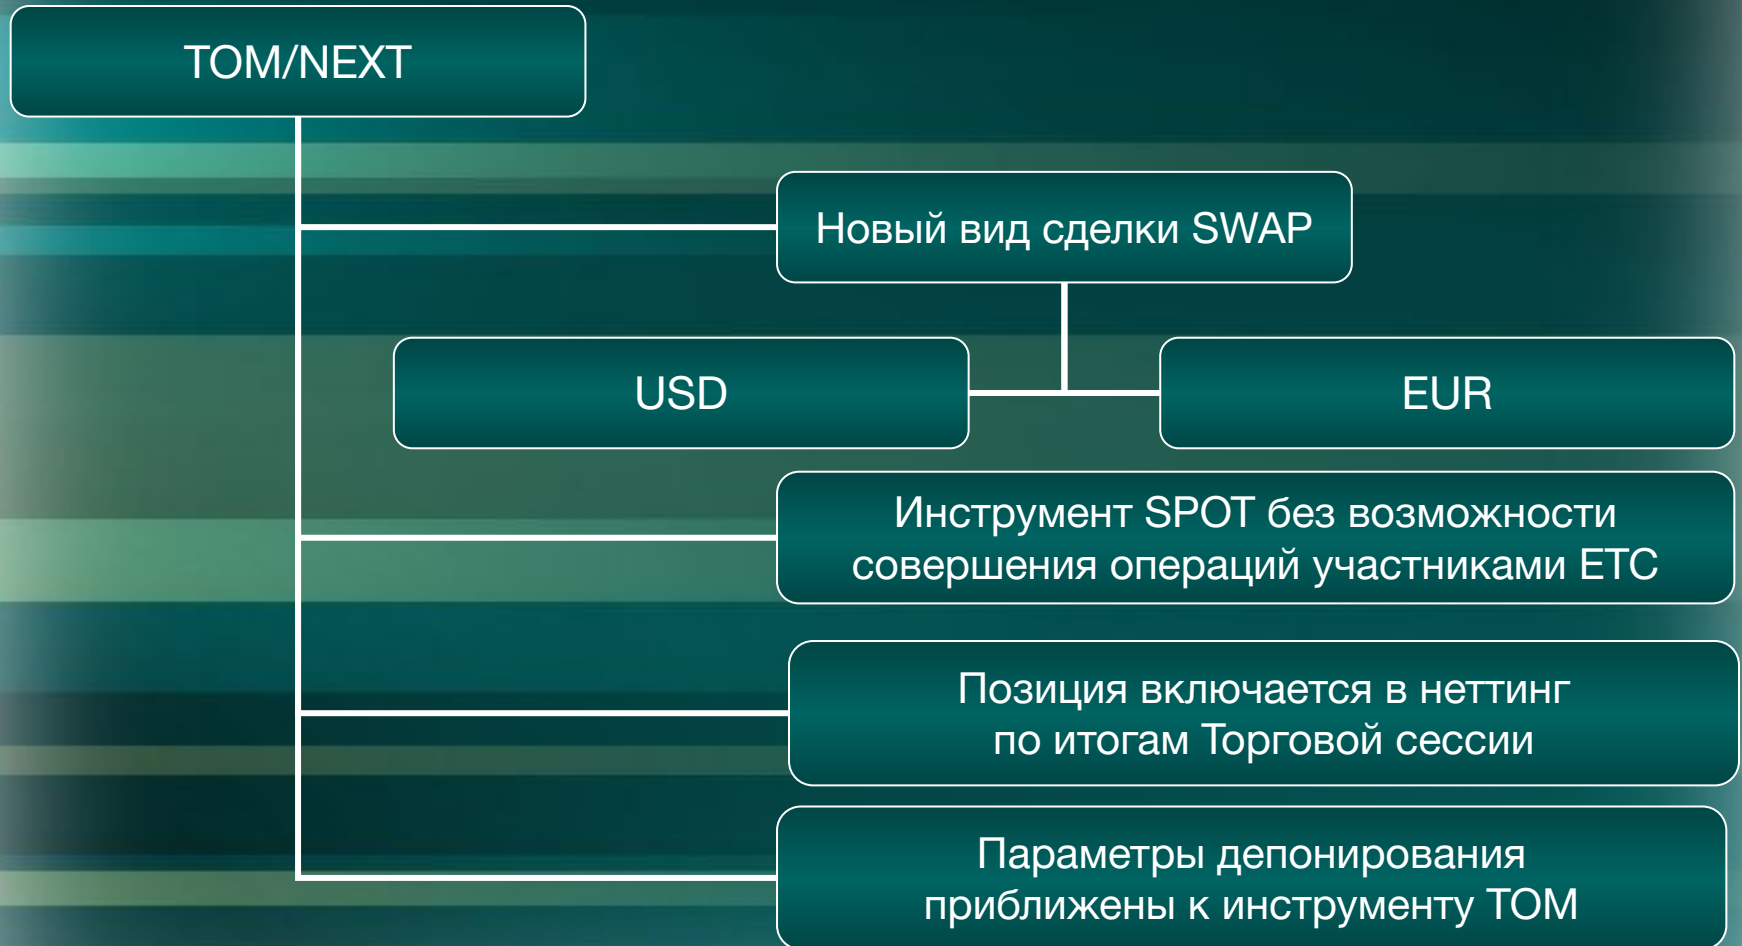 TOM/NEXT
Новый вид сделки SWAP
USD
EUR
Инструмент SPOT без возможности
совершения операций участниками ЕТС
Позиция включается в неттинг
по итогам Торговой сессии
Параметры депонирования
приближены к инструменту TOM